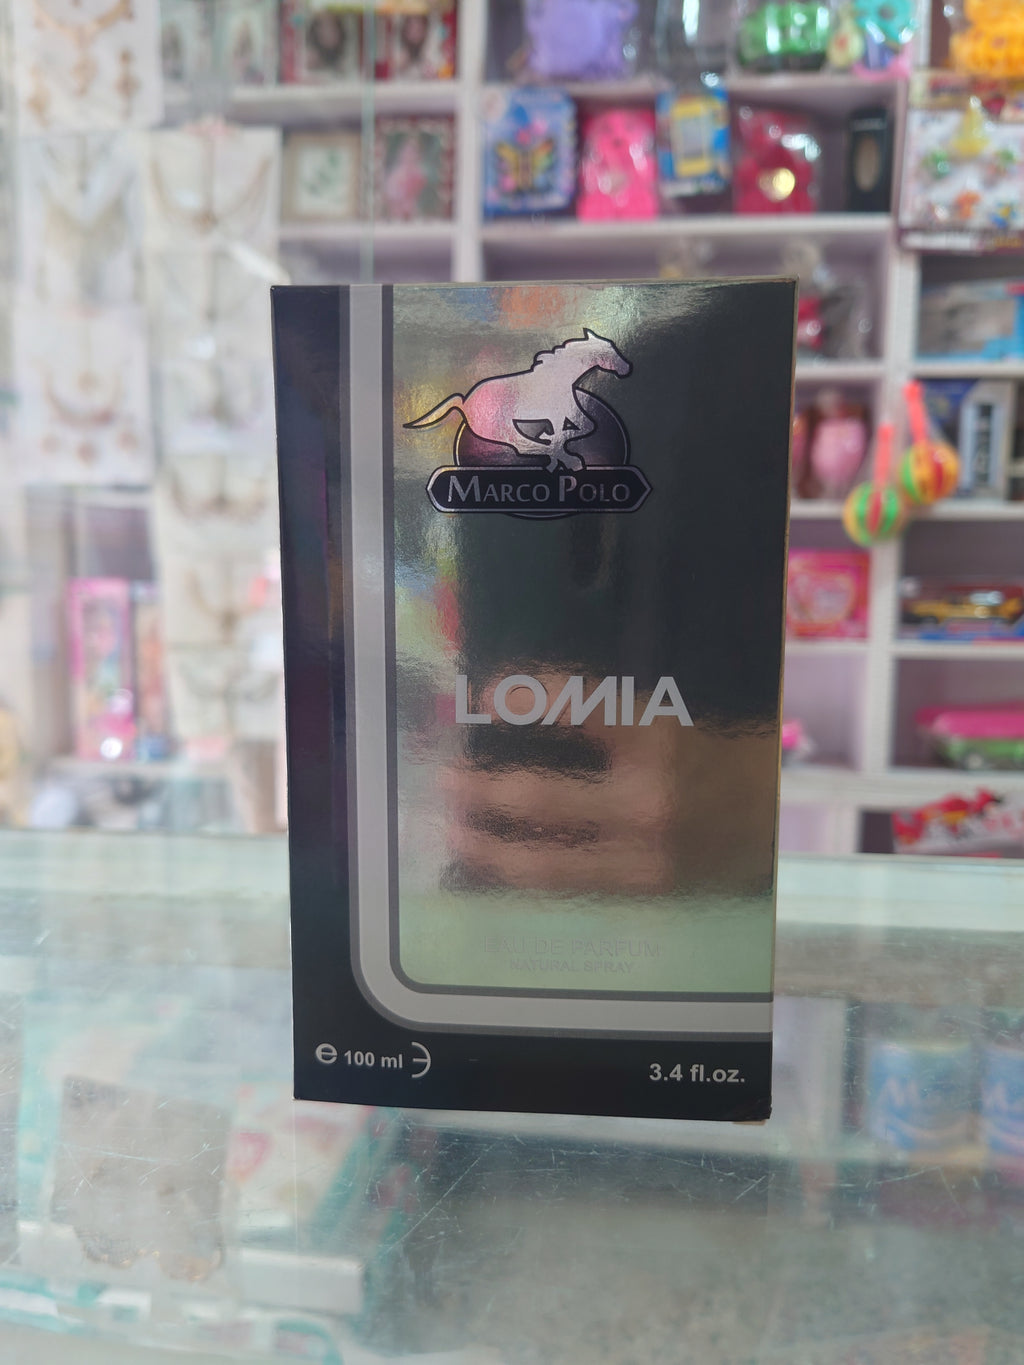 MARCO POLO
LOMIA
EAU DE PARFUM
NATURAL SPRAY
e 100 ml
3.4 fl.oz.